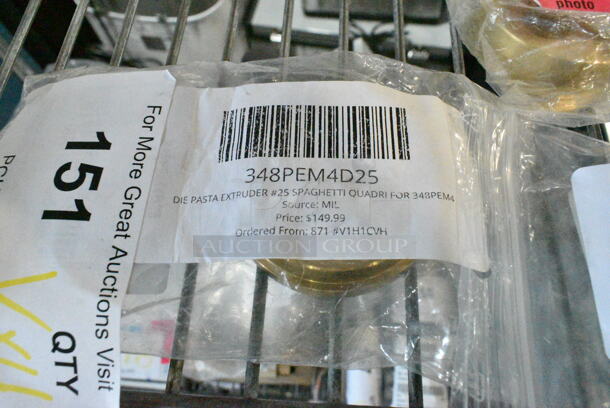 photo
348PEM4D25
DIE PASTA EXTRUDER #25 SPAGHETTI QUADRI FOR 348PEM4
Source: MIL
Price: $149.99
Ordered From: 871 #V1H1CVH
AUCTION GROUP
For More Great Auctions Visit
151
QTY